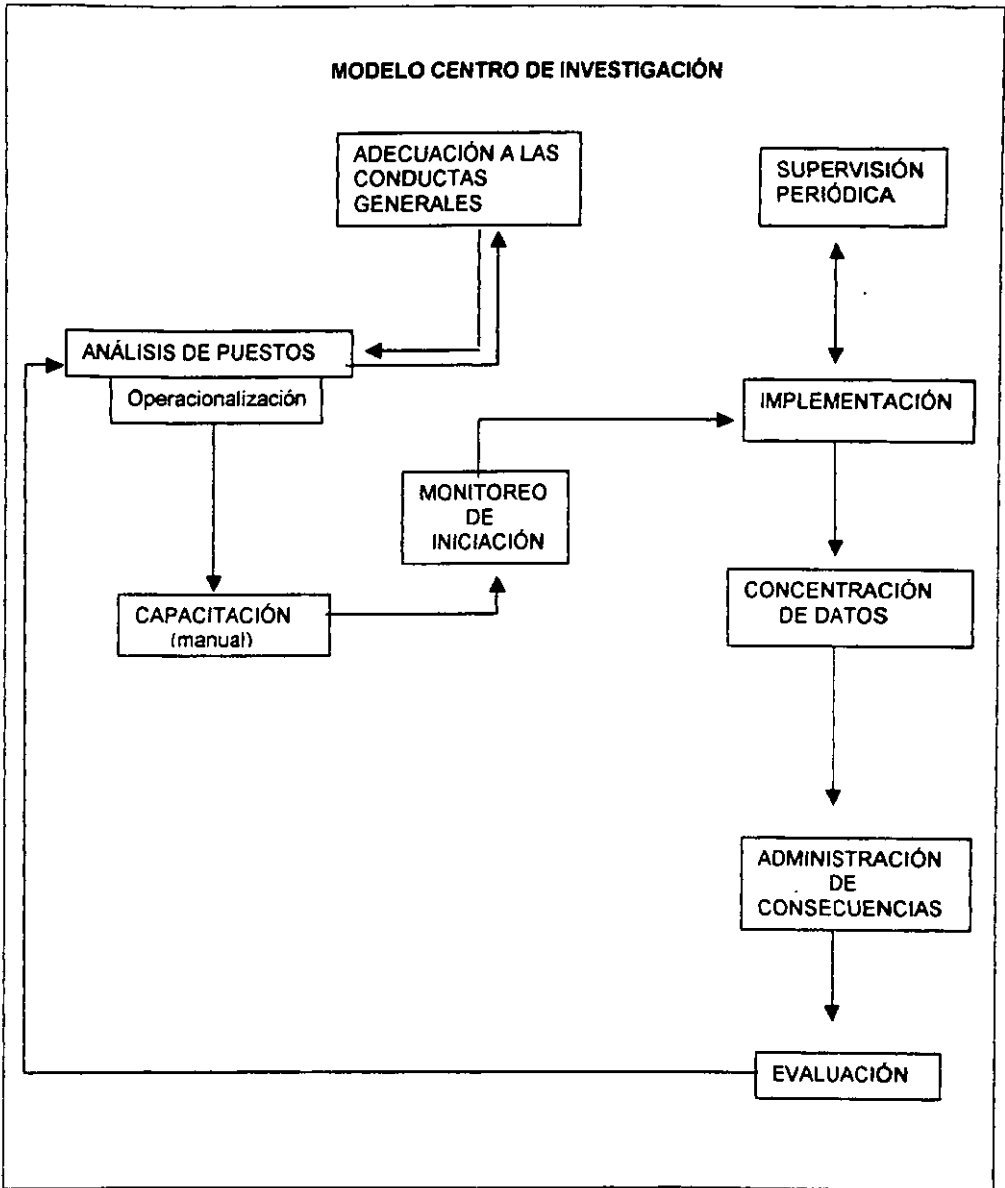 MODELO CENTRO DE INVESTIGACIÓN
ADECUACIÓN A LAS
CONDUCTAS
GENERALES
SUPERVISIÓN
PERIÓDICA
ANÁLISIS DE PUESTOS
Operacionalización
IMPLEMENTACIÓN
MONITOREO
DE
INICIACIÓN
CAPACITACIÓN
(manual)
CONCENTRACIÓN
DE DATOS
ADMINISTRACIÓN
DE
CONSECUENCIAS
EVALUACIÓN